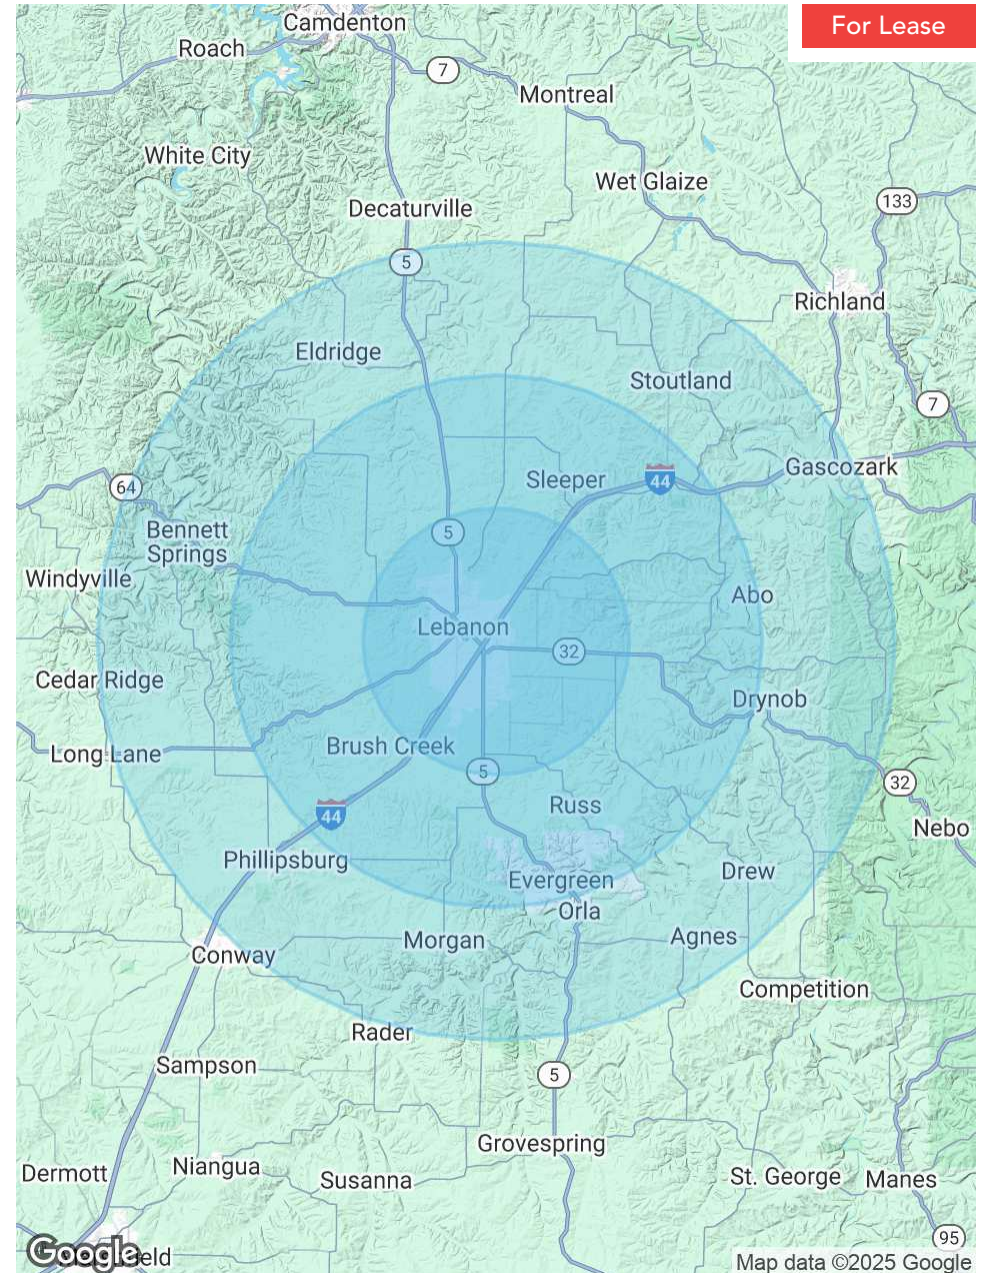 Camdenton
For Lease
Roach
7
Montreal
White City
Wet Glaize
133
Decaturville
5
Richland
Eldridge
Stoutland
7
Gascozark
Sleeper
44
64
Bennett
Springs
5
Windyville
Abo
Lebanon
32
Cedar Ridge
Drynob
Brush Creek
Long Lane
5
32
Russ
44
Nebo
Phillipsburg
Drew
Evergreen
Orla
Morgan
Agnes
Conway
Competition
Rader
Sampson
5
Grovespring
Dermott
Niangua
Susanna
St. George
Manes
95
Google
Map data ©2025 Google